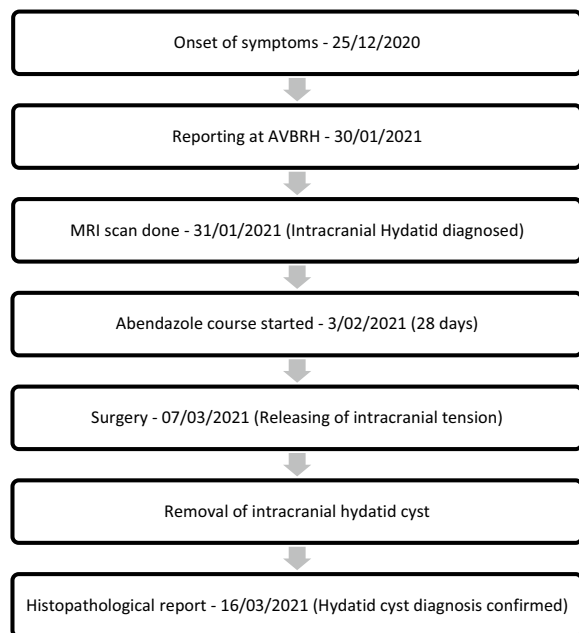 Onset of symptoms - 25/12/2020
Reporting at AVBRH - 30/01/2021
MRI scan done - 31/01/2021 (Intracranial Hydatid diagnosed)
Abendazole course started - 3/02/2021 (28 days)
Surgery - 07/03/2021 (Releasing of intracranial tension)
Removal of intracranial hydatid cyst
Histopathological report - 16/03/2021 (Hydatid cyst diagnosis confirmed)